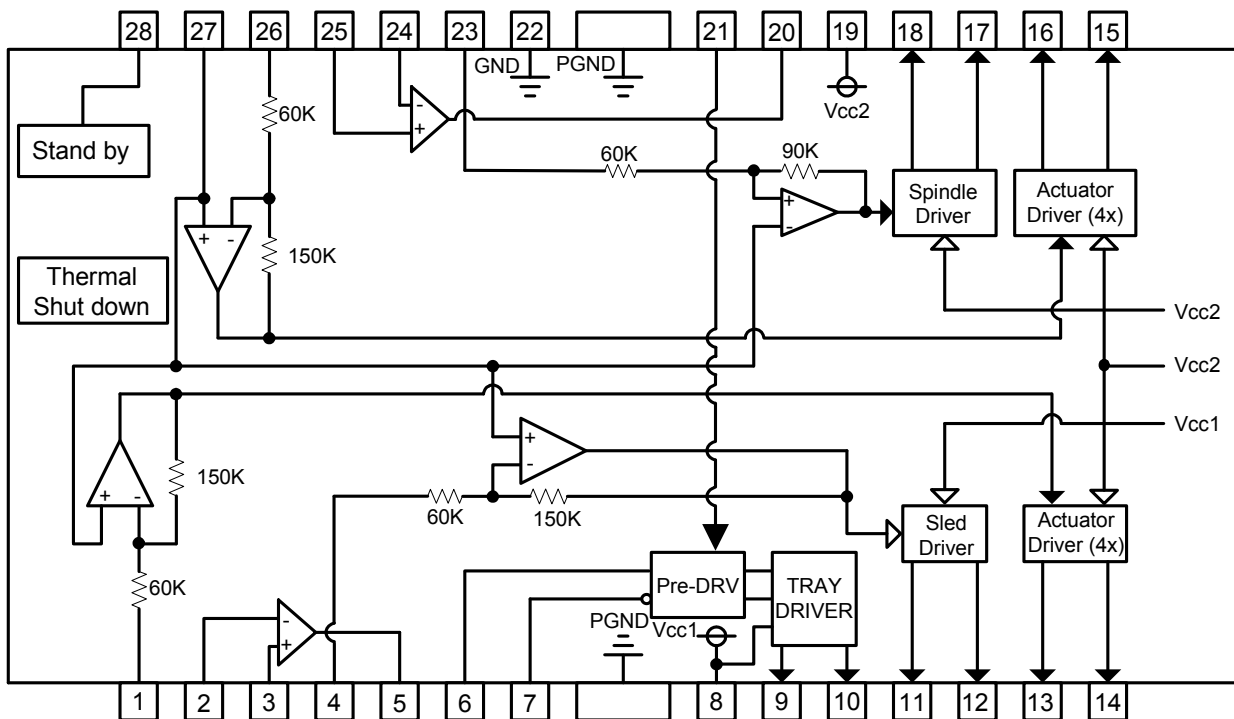 28 27 26 25 24 23 22 21 20 19 18 17 16 15
GND
PGND
60K
Vcc2
Stand by
- +
60K
90K
Spindle
Driver
Actuator
Driver (4x)
+ -
+ -
150K
Thermal
Shut down
Vcc2
Vcc2
Vcc1
+ -
150K
+ -
60K
150K
Sled
Driver
Actuator
Driver (4x)
60K
Pre-DRV
TRAY
DRIVER
- +
PGND
Vcc1
1 2 3 4 5 6 7 8 9 10 11 12 13 14